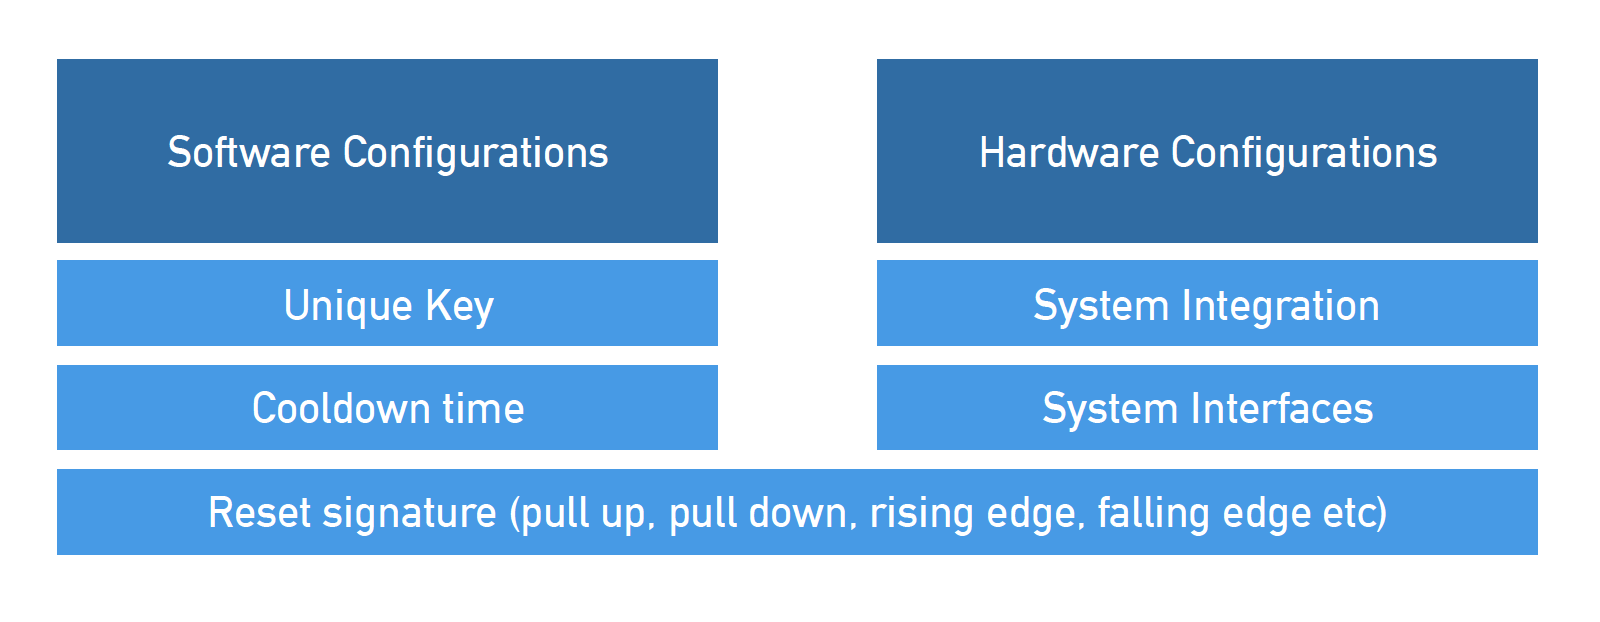 Software Configurations
Hardware Configurations
Unique Key
System Integration
Cooldown time
System Interfaces
Reset signature (pull up, pull down, rising edge, falling edge etc)